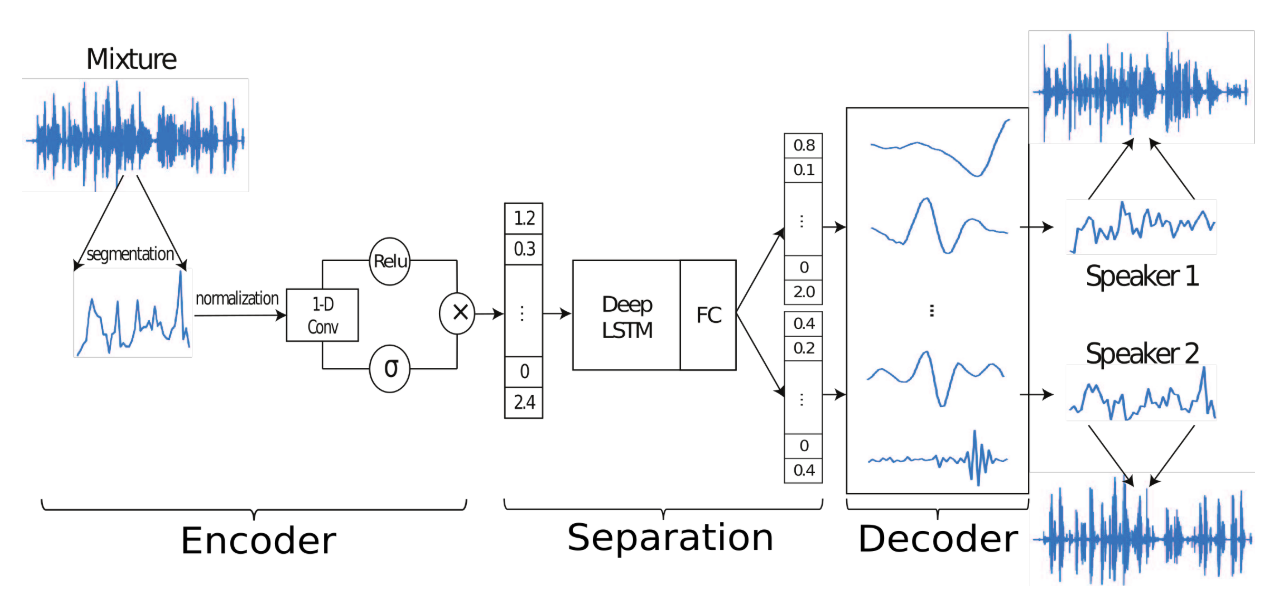 Mixture
segmentation
normalization
1-D
Conv
Relu
σ
×
1.2
0.3
...
0
2.4
Deep
LSTM
FC
0.8
0.1
...
0
2.0
0.4
0.2
...
0
0.4
...
Speaker 1
Speaker 2
Encoder
Separation
Decoder